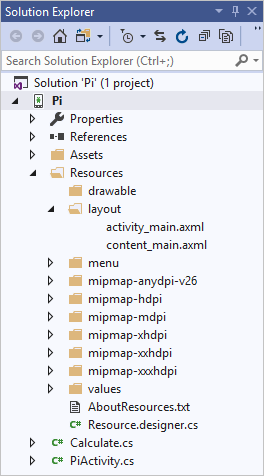 Solution Explorer
Search Solution Explorer (Ctrl+;)
Solution 'Pi' (1 project)
Pi
Properties
References
Assets
Resources
drawable
layout
activity_main.axml
content_main.axml
menu
mipmap-anydpi-v26
mipmap-hdpi
mipmap-mdpi
mipmap-xhdpi
mipmap-xxhdpi
mipmap-xxxhdpi
values
AboutResources.txt
C# Resource.designer.cs
C# Calculate.cs
C# PiActivity.cs